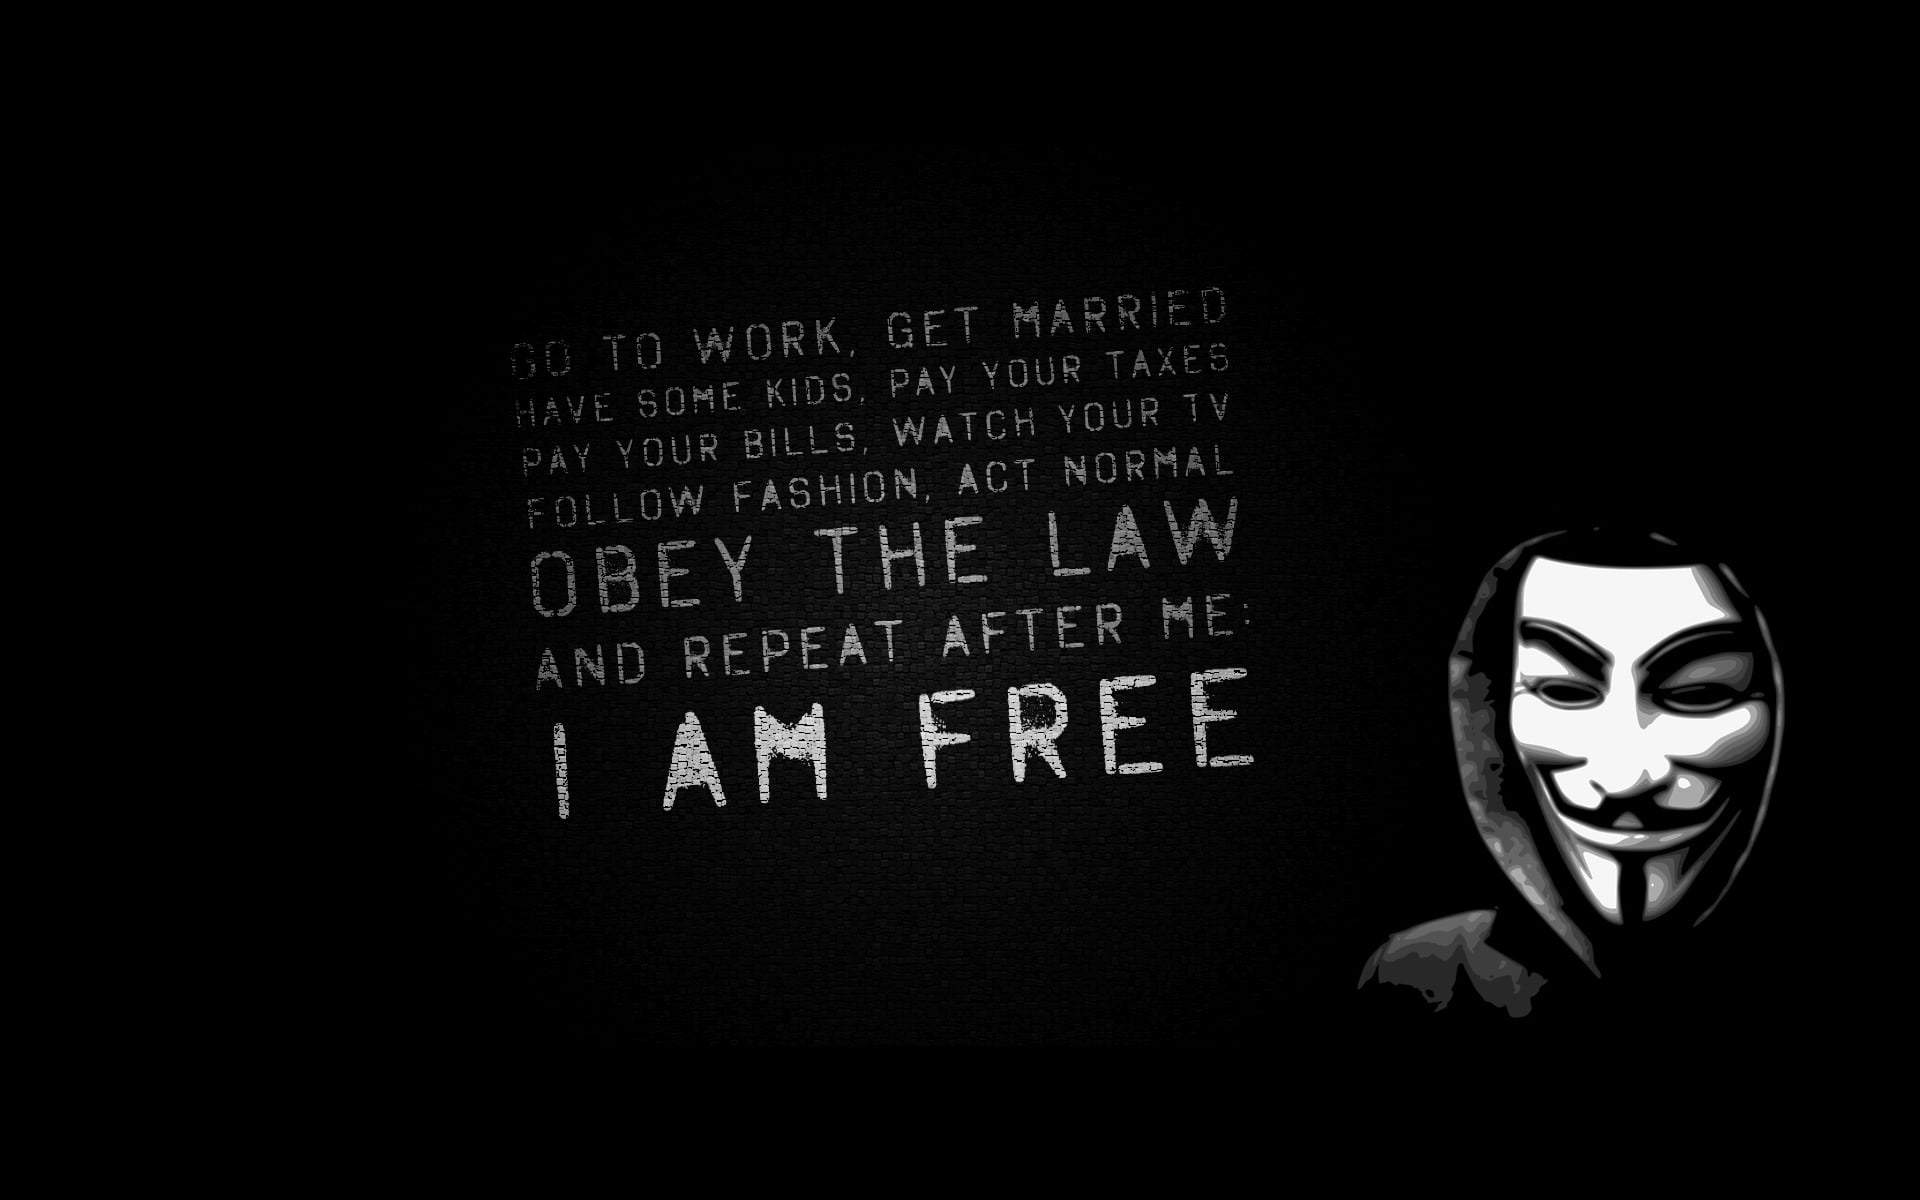 GO TO WORK, GET MARRIED
HAVE SOME KIDS, PAY YOUR TAXES
PAY YOUR BILLS, WATCH YOUR TV
FOLLOW FASHION, ACT NORMAL
OBEY THE LAW
AND REPEAT AFTER ME:
I AM FREE